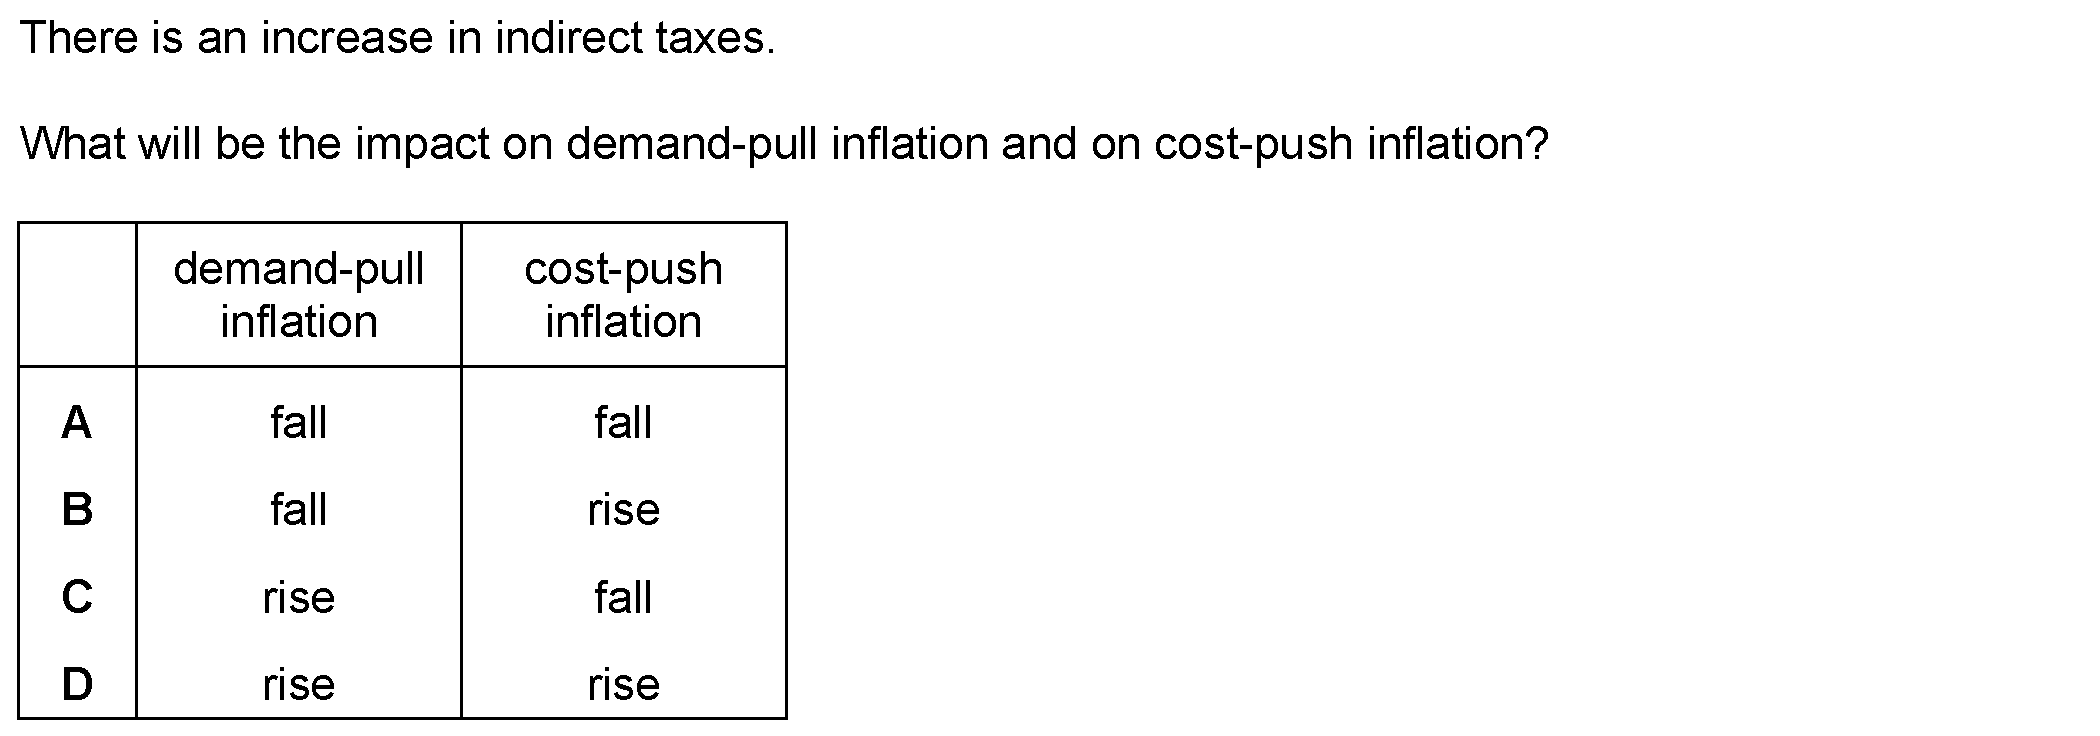 There is an increase in indirect taxes.
What will be the impact on demand-pull inflation and on cost-push inflation?
demand-pull cost-push
inflation inflation
A fall fall
B fall rise
C rise fall
D rise rise